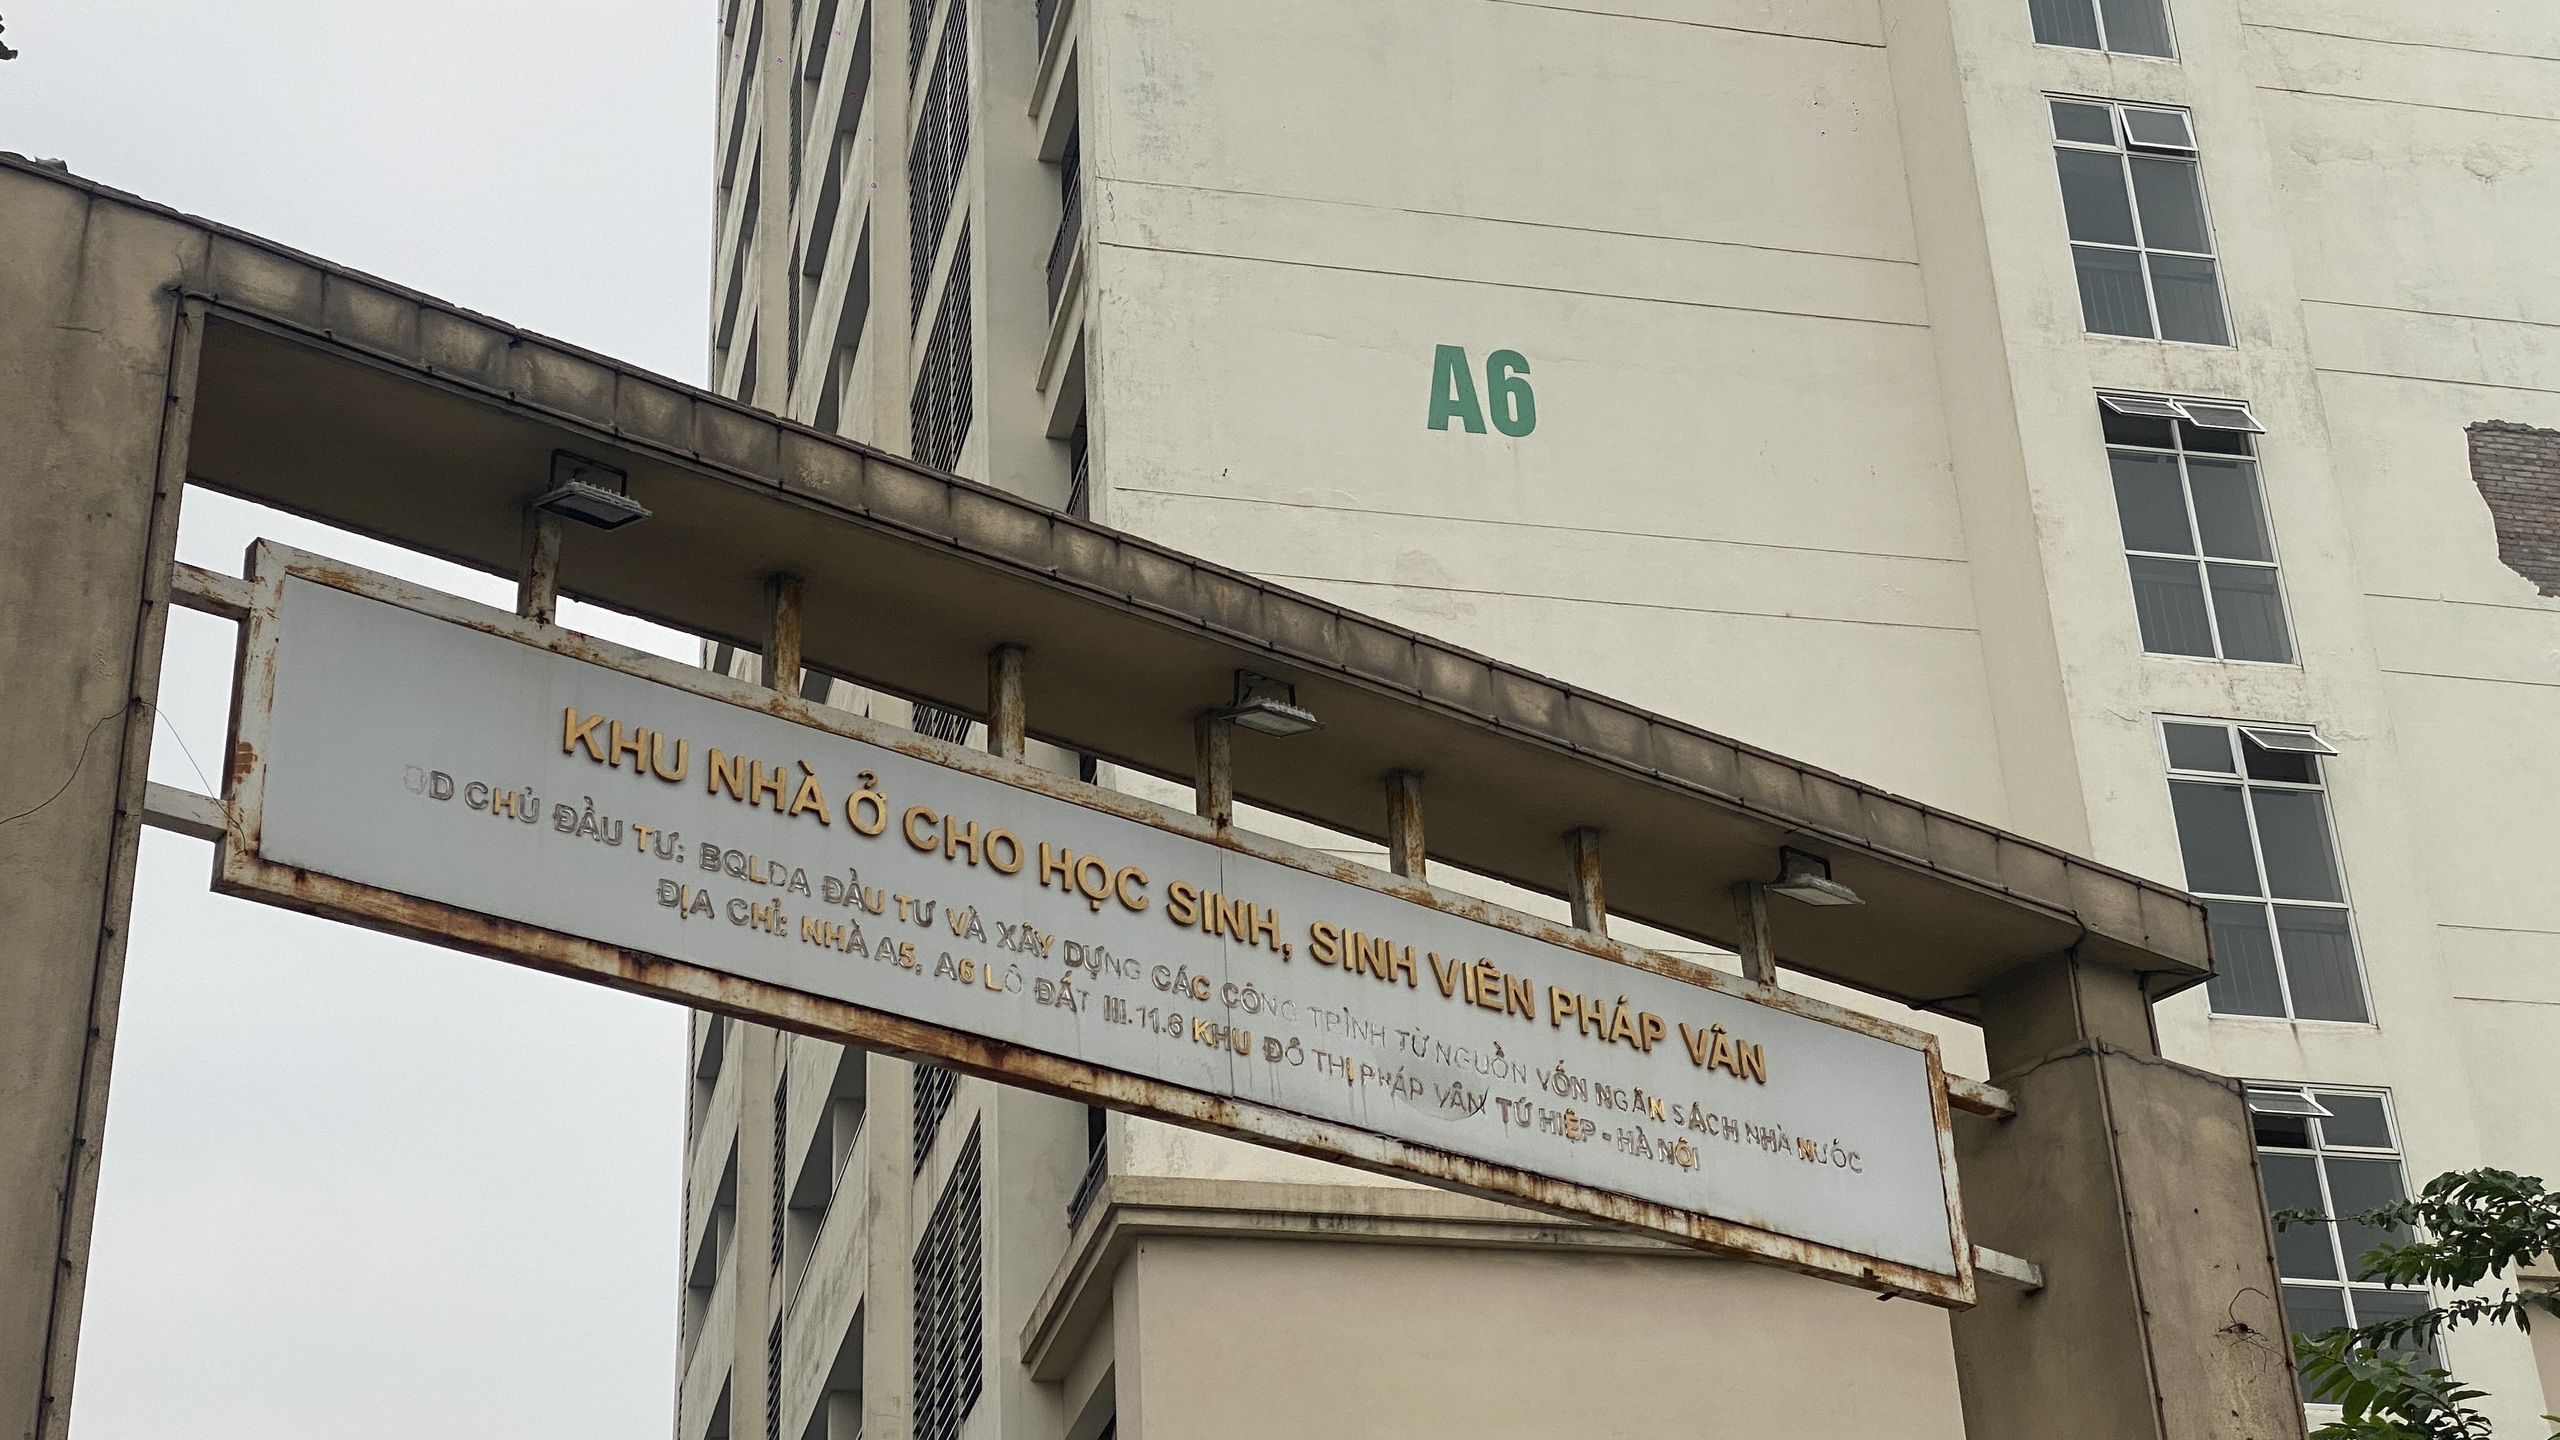 A6
KHU NHÀ Ở CHO HỌC SINH, SINH VIÊN PHÁP VÂN
ĐD CHỦ ĐẦU TƯ: BQLDA ĐẦU TƯ VÀ XÂY DỰNG CÁC CÔNG TRÌNH TỪ NGUỒN VỐN NGÂN SÁCH NHÀ NƯỚC
ĐỊA CHỈ: NHÀ A5, A6 LÔ ĐẤT III.11.6 KHU ĐÔ THỊ PHÁP VÂN TỨ HIỆP - HÀ NỘI